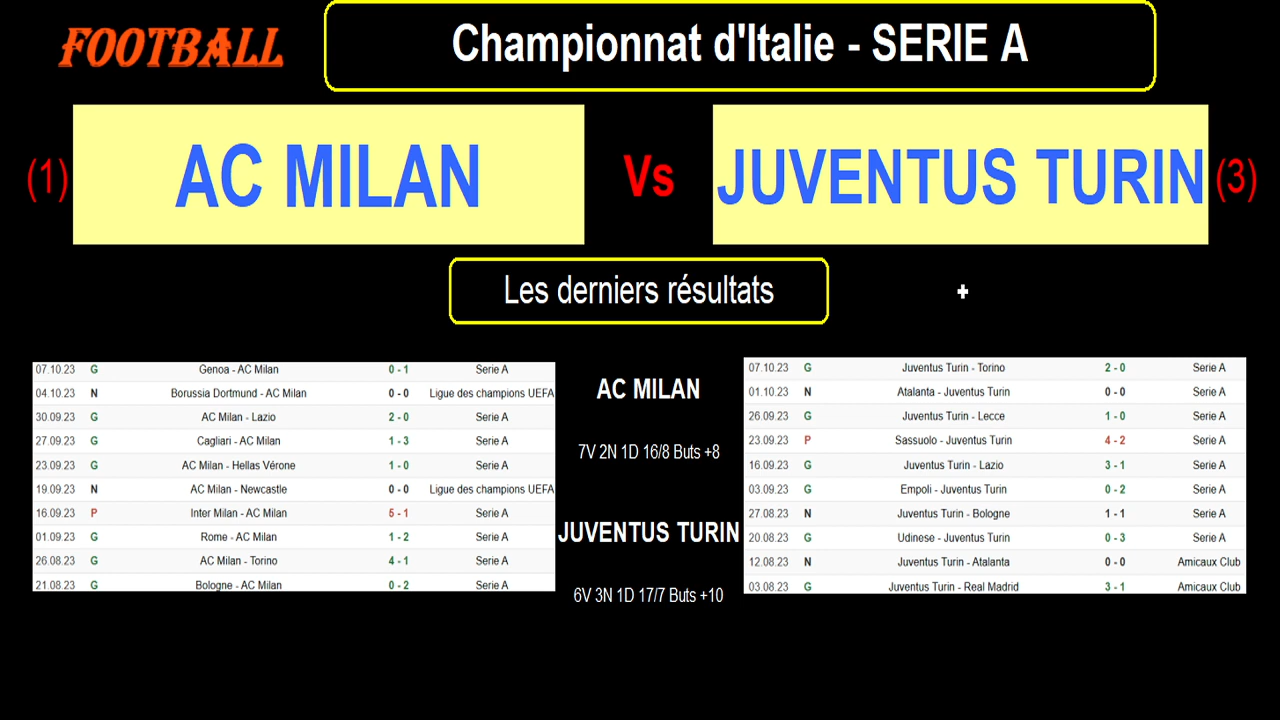 FOOTBALL
Championnat d'Italie - SERIE A
(1) AC MILAN Vs JUVENTUS TURIN (3)
Les derniers résultats +
07.10.23 G Genoa - AC Milan 0 - 1 Serie A
04.10.23 N Borussia Dortmund - AC Milan 0 - 0 Ligue des champions UEFA
30.09.23 G AC Milan - Lazio 2 - 0 Serie A
27.09.23 G Cagliari - AC Milan 1 - 3 Serie A
23.09.23 G AC Milan - Hellas Vérone 1 - 0 Serie A
19.09.23 N AC Milan - Newcastle 0 - 0 Ligue des champions UEFA
16.09.23 P Inter Milan - AC Milan 5 - 1 Serie A
01.09.23 G Rome - AC Milan 1 - 2 Serie A
26.08.23 G AC Milan - Torino 4 - 1 Serie A
21.08.23 G Bologne - AC Milan 0 - 2 Serie A
AC MILAN
7V 2N 1D 16/8 Buts +8
JUVENTUS TURIN
6V 3N 1D 17/7 Buts +10
07.10.23 G Juventus Turin - Torino 2 - 0 Serie A
01.10.23 N Atalanta - Juventus Turin 0 - 0 Serie A
26.09.23 G Juventus Turin - Lecce 1 - 0 Serie A
23.09.23 P Sassuolo - Juventus Turin 4 - 2 Serie A
16.09.23 G Juventus Turin - Lazio 3 - 1 Serie A
03.09.23 G Empoli - Juventus Turin 0 - 2 Serie A
27.08.23 N Juventus Turin - Bologne 1 - 1 Serie A
20.08.23 G Udinese - Juventus Turin 0 - 3 Serie A
12.08.23 N Juventus Turin - Atalanta 0 - 0 Amicaux Club
03.08.23 G Juventus Turin - Real Madrid 3 - 1 Amicaux Club